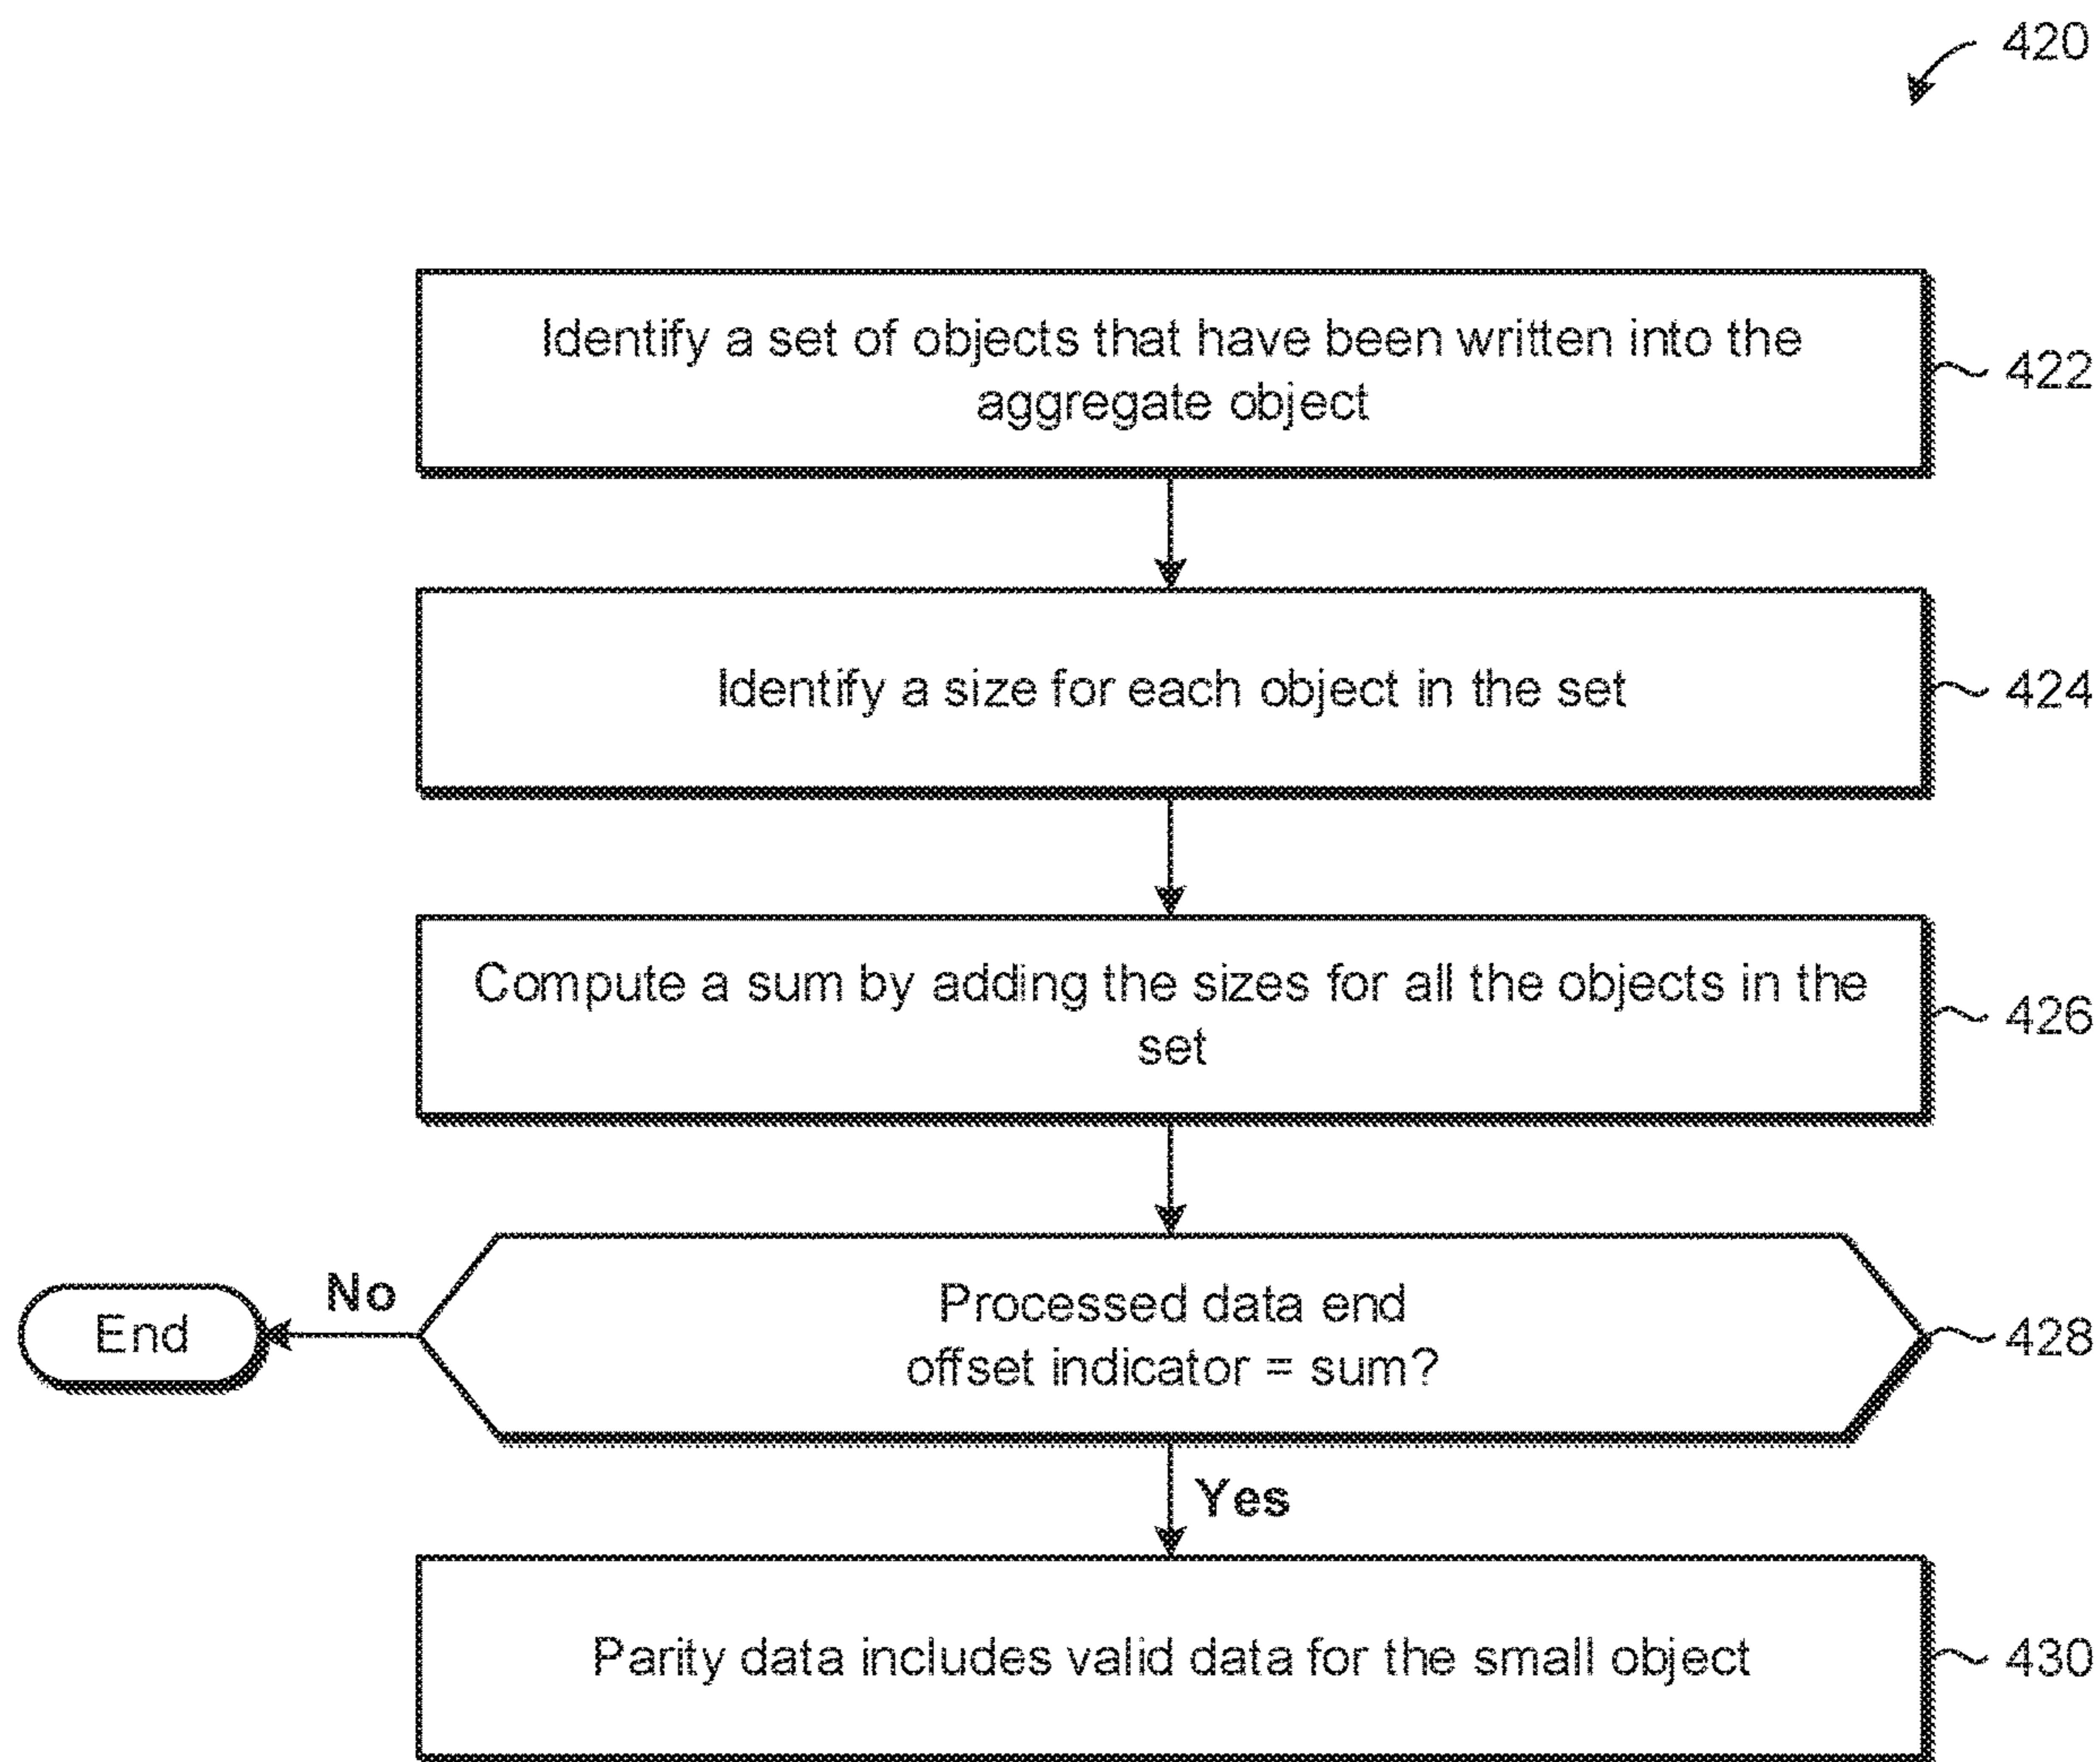 420
Identify a set of objects that have been written into the
aggregate object
422
Identify a size for each object in the set
424
Compute a sum by adding the sizes for all the objects in the
set
426
Processed data end
offset indicator = sum?
428
No
End
Yes
Parity data includes valid data for the small object
430